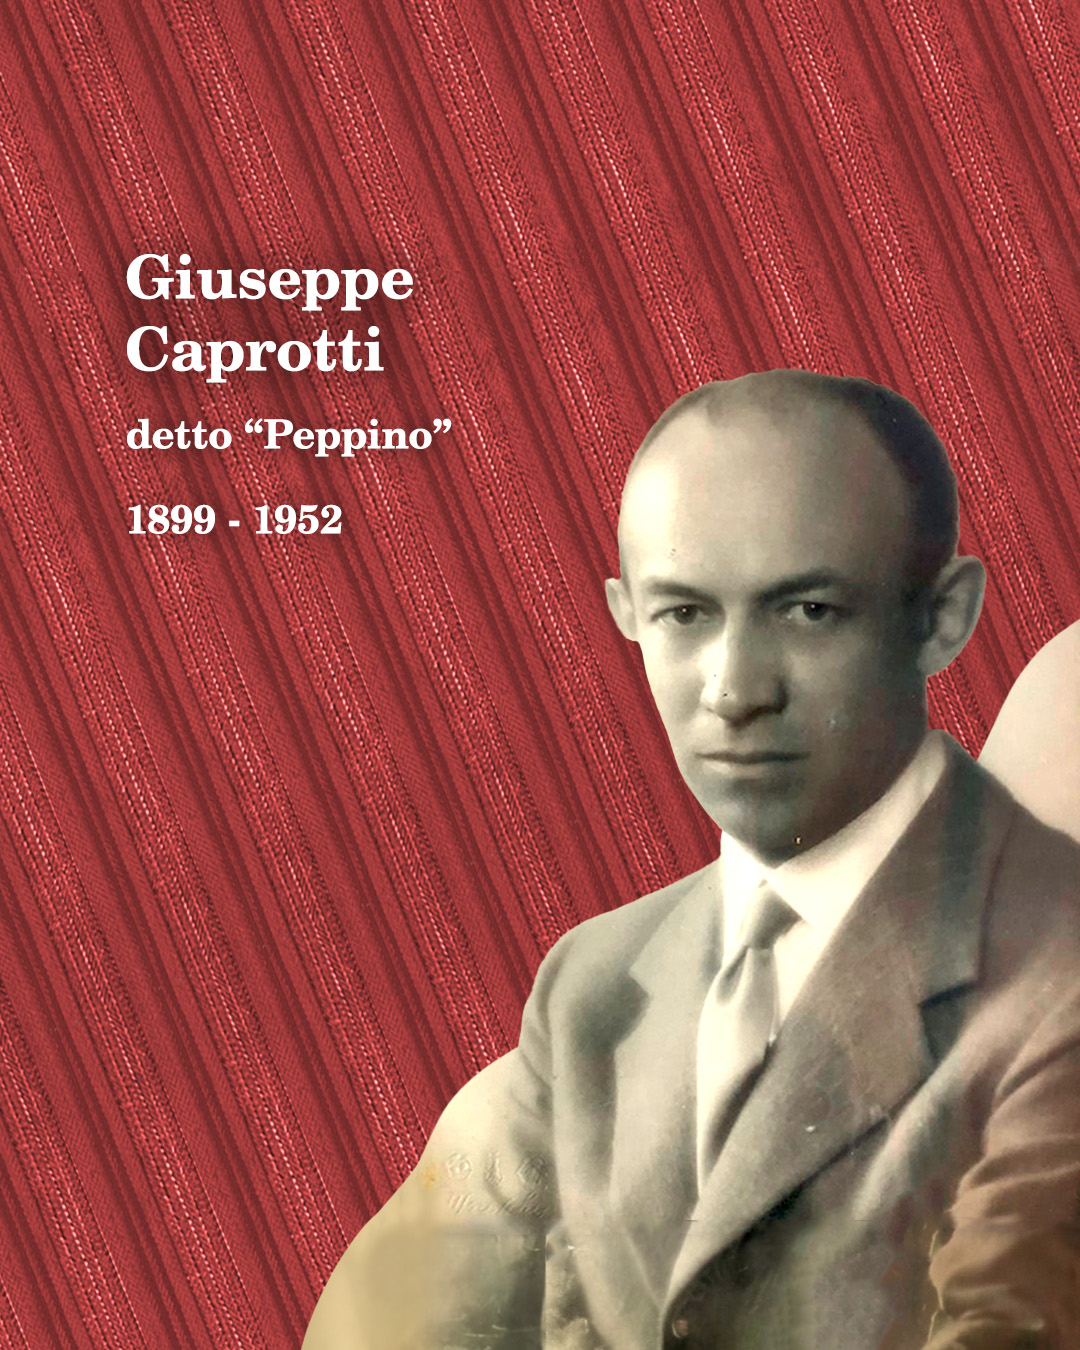 Giuseppe
Caprotti
detto “Peppino”
1899 - 1952